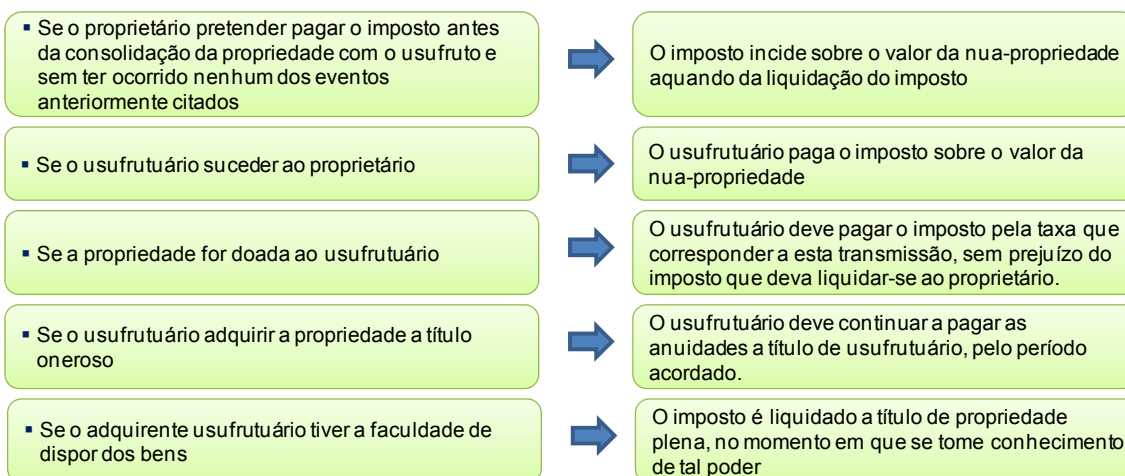 ▪ Se o proprietário pretender pagar o imposto antes
da consolidação da propriedade com o usufruto e
sem ter ocorrido nenhum dos eventos
anteriormente citados
O imposto incide sobre o valor da nua-propriedade
aquando da liquidação do imposto
▪ Se o usufrutuário suceder ao proprietário
O usufrutuário paga o imposto sobre o valor da
nua-propriedade
▪ Se a propriedade for doada ao usufrutuário
O usufrutuário deve pagar o imposto pela taxa que
corresponder a esta transmissão, sem prejuízo do
imposto que deva liquidar-se ao proprietário.
▪ Se o usufrutuário adquirir a propriedade a título
oneroso
O usufrutuário deve continuar a pagar as
anuidades a título de usufrutuário, pelo período
acordado.
▪ Se o adquirente usufrutuário tiver a faculdade de
dispor dos bens
O imposto é liquidado a título de propriedade
plena, no momento em que se tome conhecimento
de tal poder